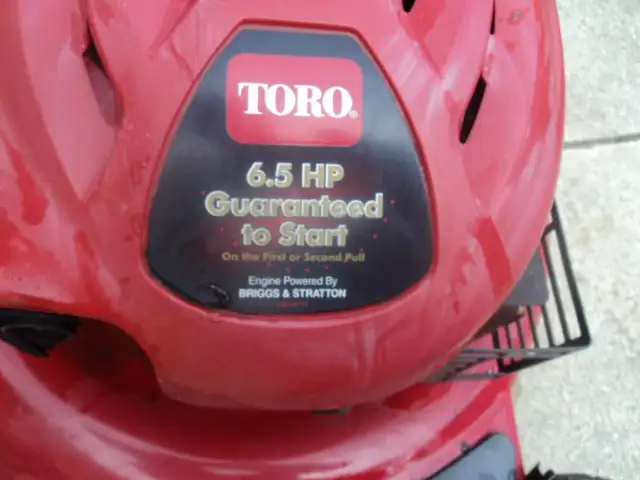 TORO®
6.5 HP
Guaranteed
to Start
On the First or Second Pull
Engine Powered By
BRIGGS & STRATTON